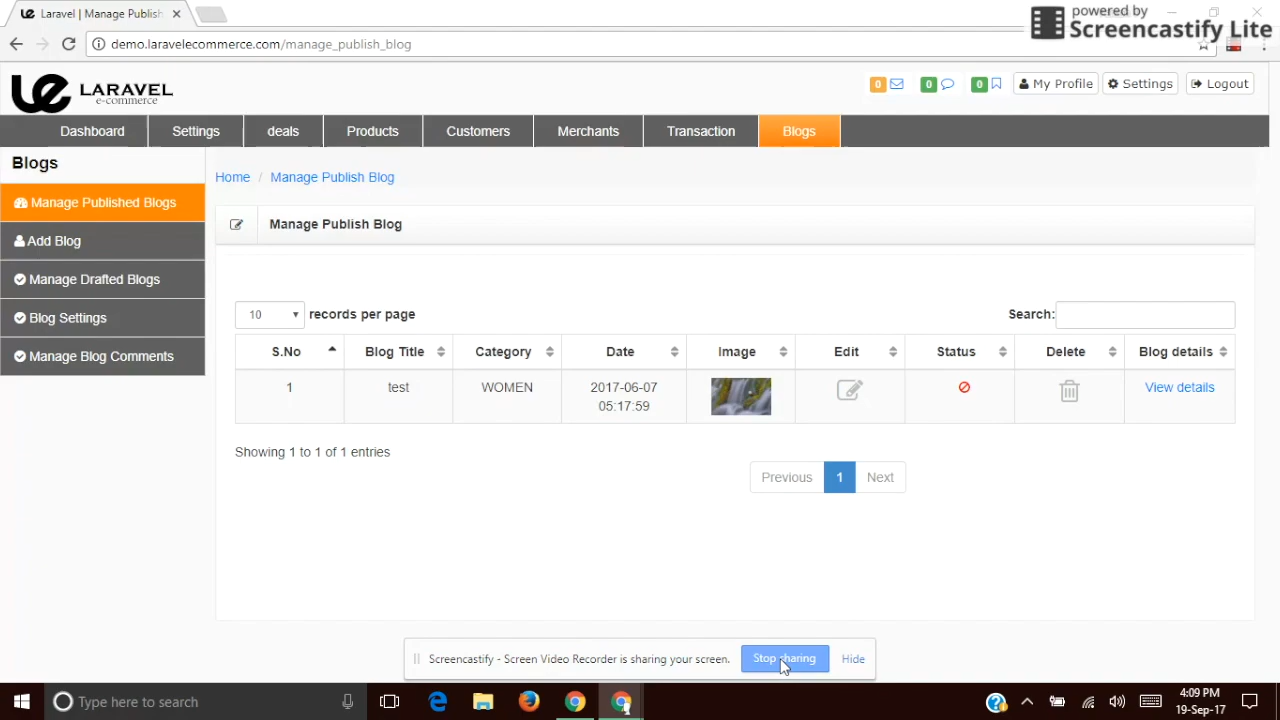 Laravel | Manage Publish
powered by
Screencastify Lite
demo.laravelecommerce.com/manage_publish_blog
LARAVEL
e-commerce
0 0 0 My Profile Settings Logout
Dashboard Settings deals Products Customers Merchants Transaction Blogs
Blogs
Home / Manage Publish Blog
Manage Published Blogs
Manage Publish Blog
Add Blog
Manage Drafted Blogs
Blog Settings
Manage Blog Comments
10 records per page Search:
S.No Blog Title Category Date Image Edit Status Delete Blog details
1 test WOMEN 2017-06-07 View details
05:17:59
Showing 1 to 1 of 1 entries
Previous 1 Next
Screencastify - Screen Video Recorder is sharing your screen. Stop sharing Hide
Type here to search
4:09 PM
19-Sep-17